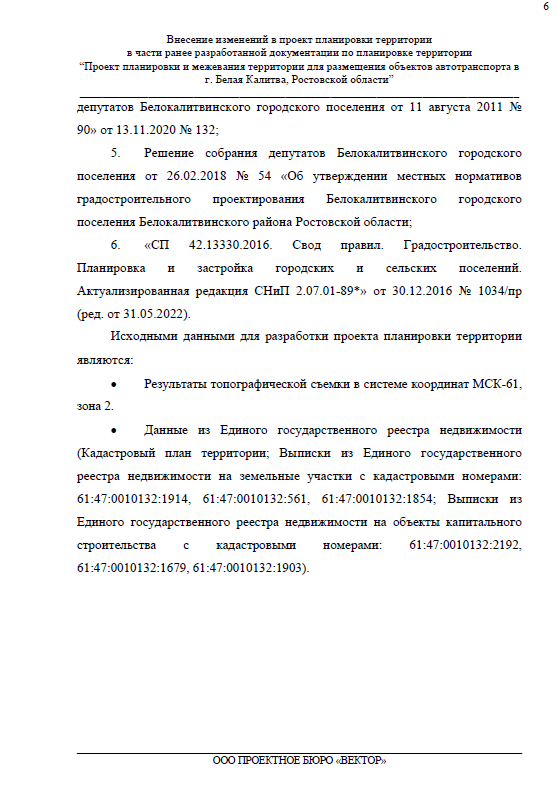 6
Внесение изменений в проект планировки территории
в части ранее разработанной документации по планировке территории
“Проект планировки и межевания территории для размещения объектов автотранспорта в
г. Белая Калитва, Ростовской области”
депутатов Белокалитвинского городского поселения от 11 августа 2011 №
90» от 13.11.2020 № 132;
5. Решение собрания депутатов Белокалитвинского городского
поселения от 26.02.2018 № 54 «Об утверждении местных нормативов
градостроительного проектирования Белокалитвинского городского
поселения Белокалитвинского района Ростовской области;
6. «СП 42.13330.2016. Свод правил. Градостроительство.
Планировка и застройка городских и сельских поселений.
Актуализированная редакция СНиП 2.07.01-89*» от 30.12.2016 № 1034/пр
(ред. от 31.05.2022).
Исходными данными для разработки проекта планировки территории
являются:
• Результаты топографической съемки в системе координат МСК-61,
зона 2.
• Данные из Единого государственного реестра недвижимости
(Кадастровый план территории; Выписки из Единого государственного
реестра недвижимости на земельные участки с кадастровыми номерами:
61:47:0010132:1914, 61:47:0010132:561, 61:47:0010132:1854; Выписки из
Единого государственного реестра недвижимости на объекты капитального
строительства с кадастровыми номерами: 61:47:0010132:2192,
61:47:0010132:1679, 61:47:0010132:1903).
ООО ПРОЕКТНОЕ БЮРО «ВЕКТОР»